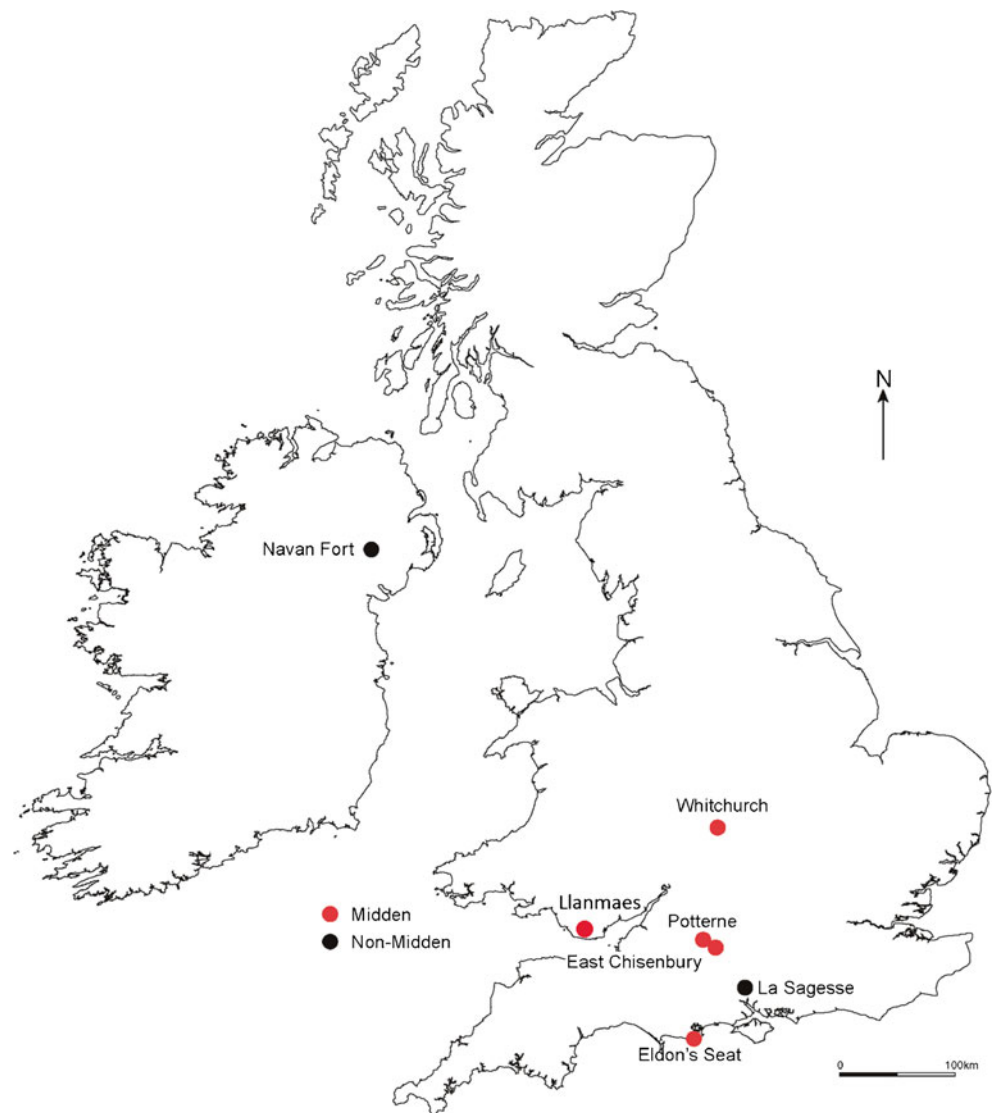 N
Navan Fort
Whitchurch
Llanmaes
Midden
Potterne
Non-Midden
East Chisenbury
La Sagesse
Eldon's Seat
0 100km